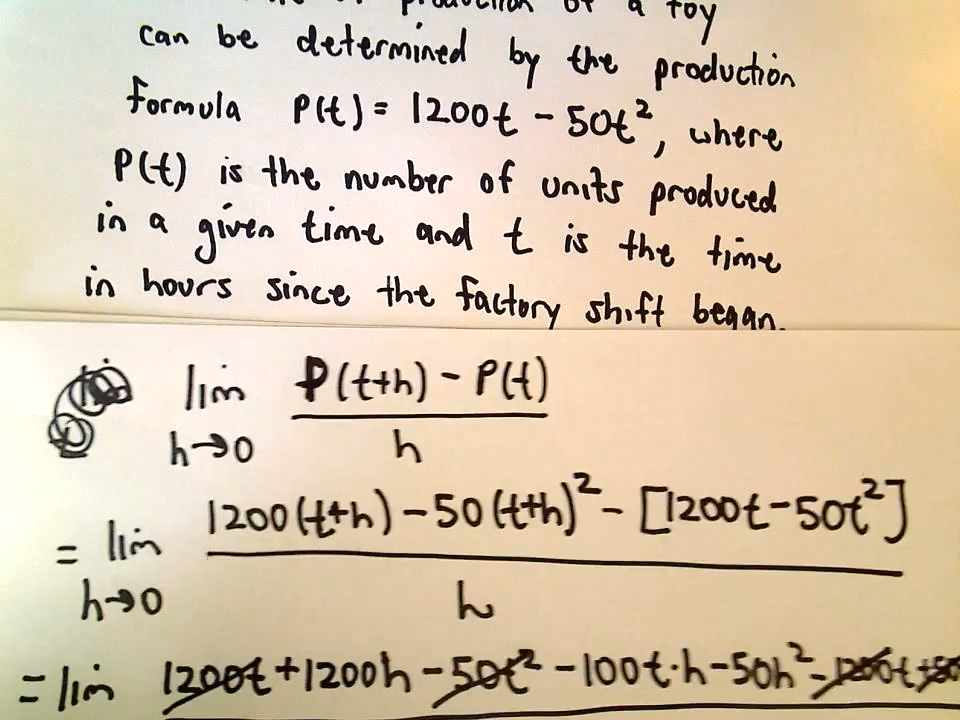 production of a toy
can be determined by the production
formula P(t) = 1200t - 50t², where
P(t) is the number of units produced
in a given time and t is the time
in hours since the factory shift began.
lim P(t+h) - P(t)
h→0 h
= lim 1200(t+h) - 50(t+h)² - [1200t - 50t²]
h→0 h
= lim 1200t + 1200h - 50t² - 100t·h - 50h² - 1200t + 50